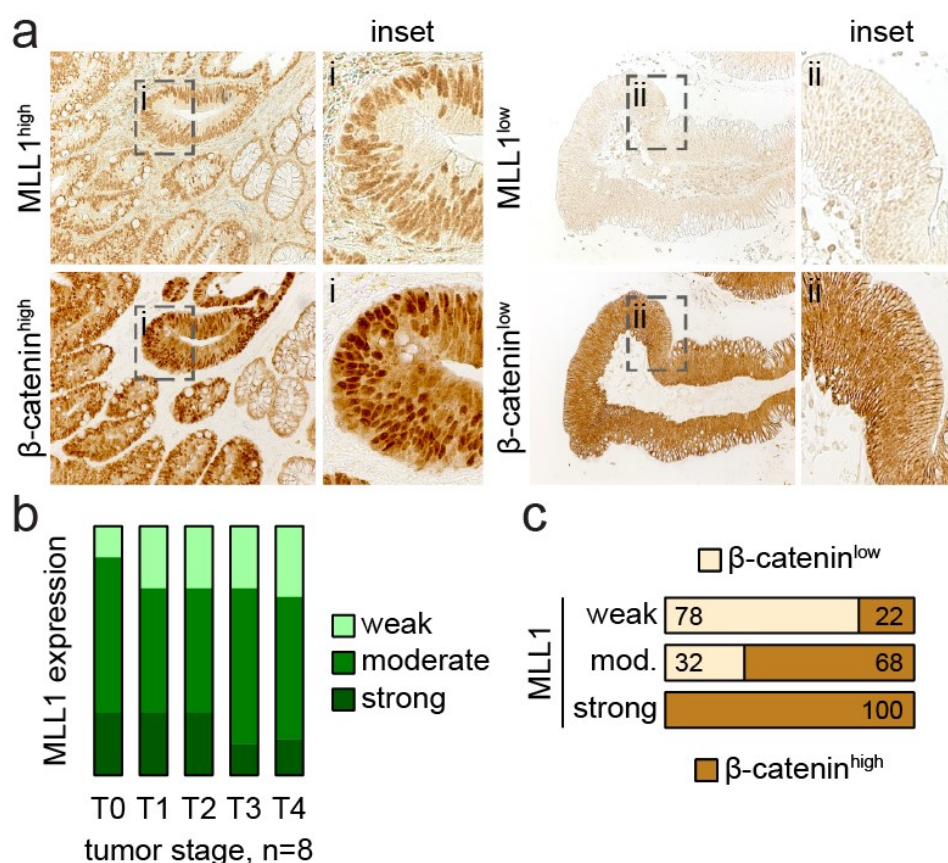 a
inset
inset
MLL1high
i
i
MLL1low
ii
ii
β-cateninhigh
i
i
β-cateninlow
ii
ii
b
MLL1 expression
weak
moderate
strong
T0 T1 T2 T3 T4
tumor stage, n=8
c
β-cateninlow
MLL1
weak 78 22
mod. 32 68
strong 100
β-cateninhigh